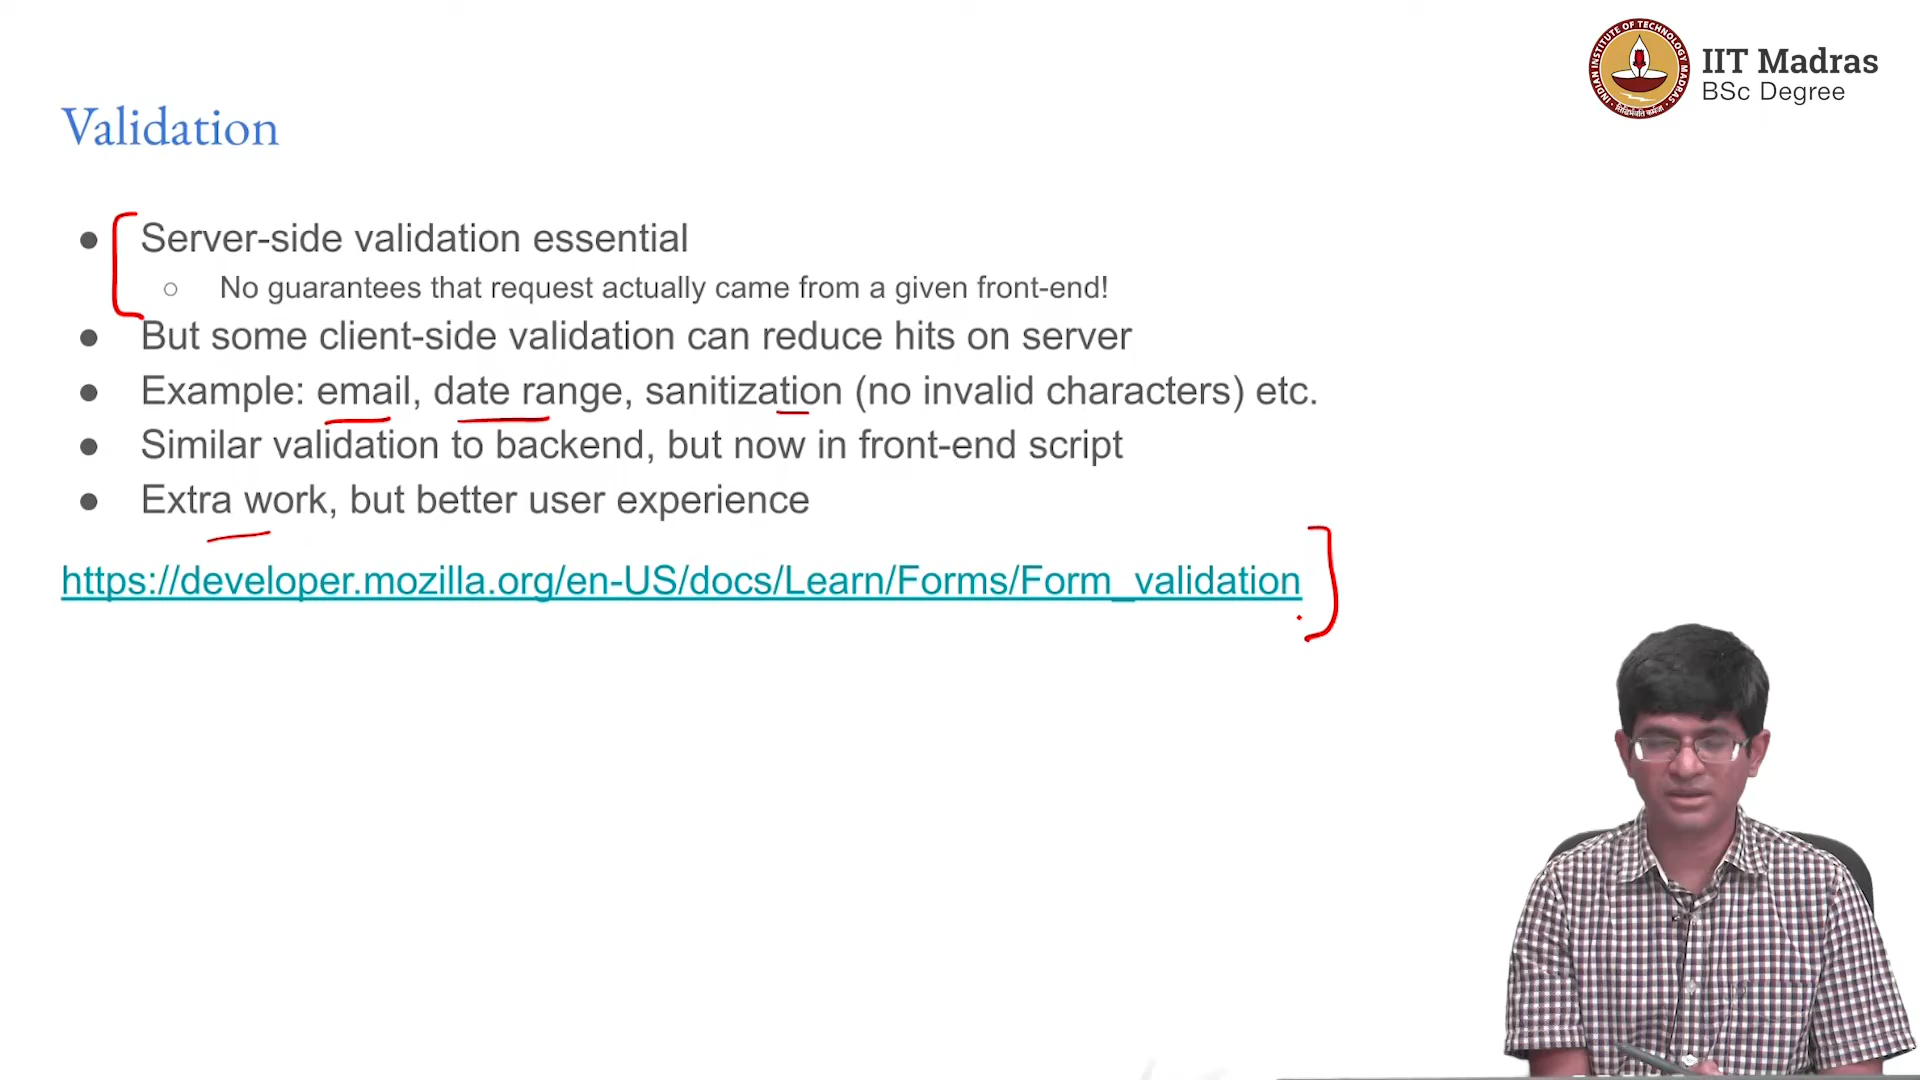 IIT Madras
BSc Degree
Validation
● Server-side validation essential
○ No guarantees that request actually came from a given front-end!
● But some client-side validation can reduce hits on server
● Example: email, date range, sanitization (no invalid characters) etc.
● Similar validation to backend, but now in front-end script
● Extra work, but better user experience
https://developer.mozilla.org/en-US/docs/Learn/Forms/Form_validation